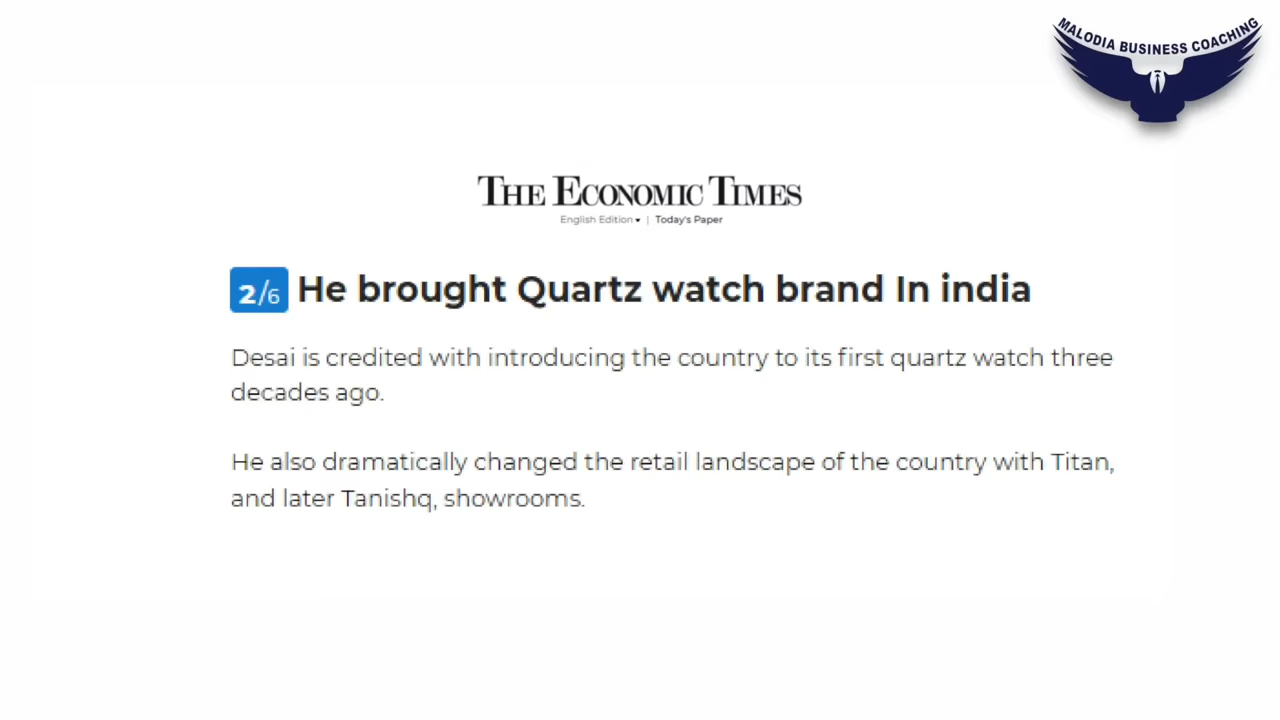 MALODIA BUSINESS COACHING
THE ECONOMIC TIMES
English Edition ▾ | Today's Paper
2/6 He brought Quartz watch brand In india
Desai is credited with introducing the country to its first quartz watch three
decades ago.
He also dramatically changed the retail landscape of the country with Titan,
and later Tanishq, showrooms.